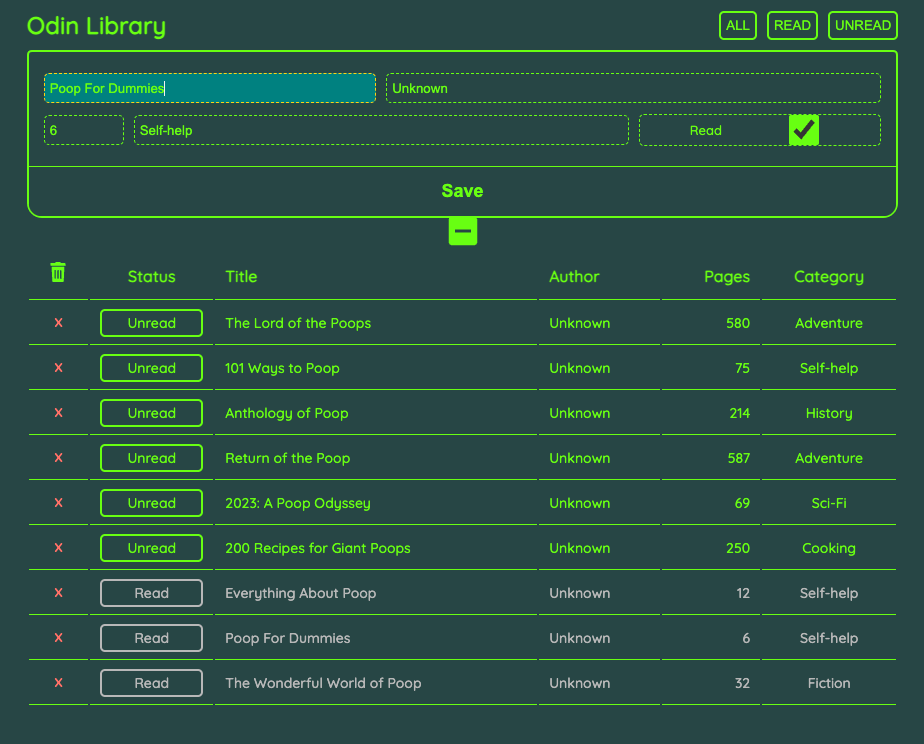 Odin Library ALL READ UNREAD
Poop For Dummies Unknown
6 Self-help Read
Save
Status Title Author Pages Category
x Unread The Lord of the Poops Unknown 580 Adventure
x Unread 101 Ways to Poop Unknown 75 Self-help
x Unread Anthology of Poop Unknown 214 History
x Unread Return of the Poop Unknown 587 Adventure
x Unread 2023: A Poop Odyssey Unknown 69 Sci-Fi
x Unread 200 Recipes for Giant Poops Unknown 250 Cooking
x Read Everything About Poop Unknown 12 Self-help
x Read Poop For Dummies Unknown 6 Self-help
x Read The Wonderful World of Poop Unknown 32 Fiction